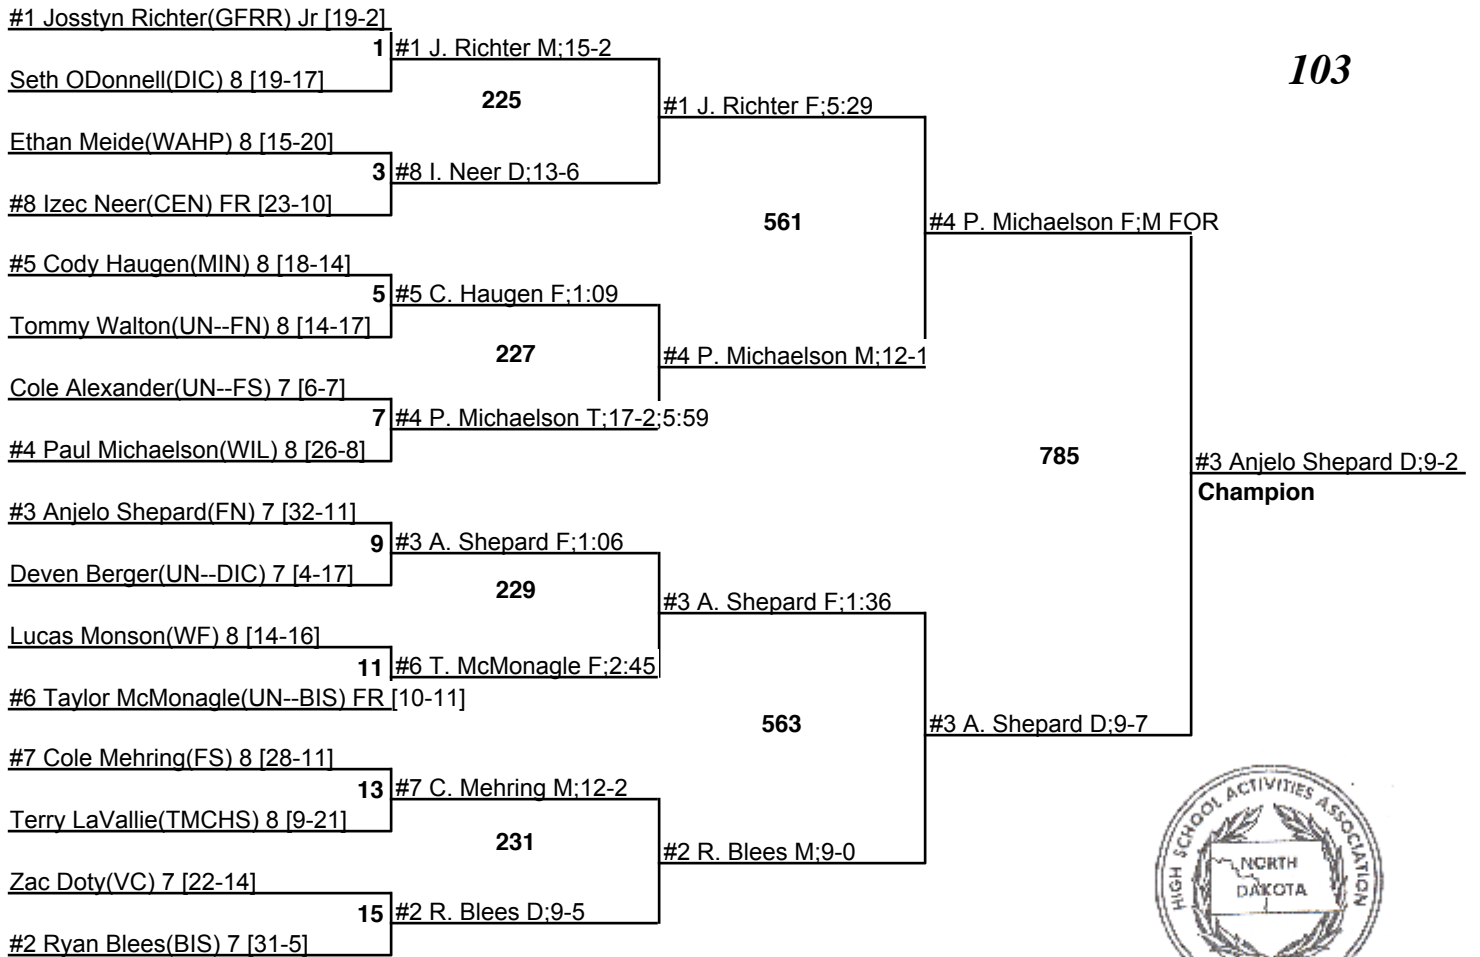 #1 Josstyn Richter(GFRR) Jr [19-2]
1 #1 J. Richter M;15-2
103
Seth ODonnell(DIC) 8 [19-17]
225
#1 J. Richter F;5:29
Ethan Meide(WAHP) 8 [15-20]
3 #8 I. Neer D;13-6
#8 Izec Neer(CEN) FR [23-10]
561
#4 P. Michaelson F;M FOR
#5 Cody Haugen(MIN) 8 [18-14]
5 #5 C. Haugen F;1:09
Tommy Walton(UN--FN) 8 [14-17]
227
#4 P. Michaelson M;12-1
Cole Alexander(UN--FS) 7 [6-7]
7 #4 P. Michaelson T;17-2;5:59
#4 Paul Michaelson(WIL) 8 [26-8]
785
#3 Anjelo Shepard D;9-2
Champion
#3 Anjelo Shepard(FN) 7 [32-11]
9 #3 A. Shepard F;1:06
Deven Berger(UN--DIC) 7 [4-17]
229
#3 A. Shepard F;1:36
Lucas Monson(WF) 8 [14-16]
11 #6 T. McMonagle F;2:45
#6 Taylor McMonagle(UN--BIS) FR [10-11]
563
#3 A. Shepard D;9-7
#7 Cole Mehring(FS) 8 [28-11]
13 #7 C. Mehring M;12-2
Terry LaVallie(TMCHS) 8 [9-21]
231
#2 R. Blees M;9-0
Zac Doty(VC) 7 [22-14]
15 #2 R. Blees D;9-5
#2 Ryan Blees(BIS) 7 [31-5]
HIGH SCHOOL ACTIVITIES ASSOCIATION
NORTH
DAKOTA